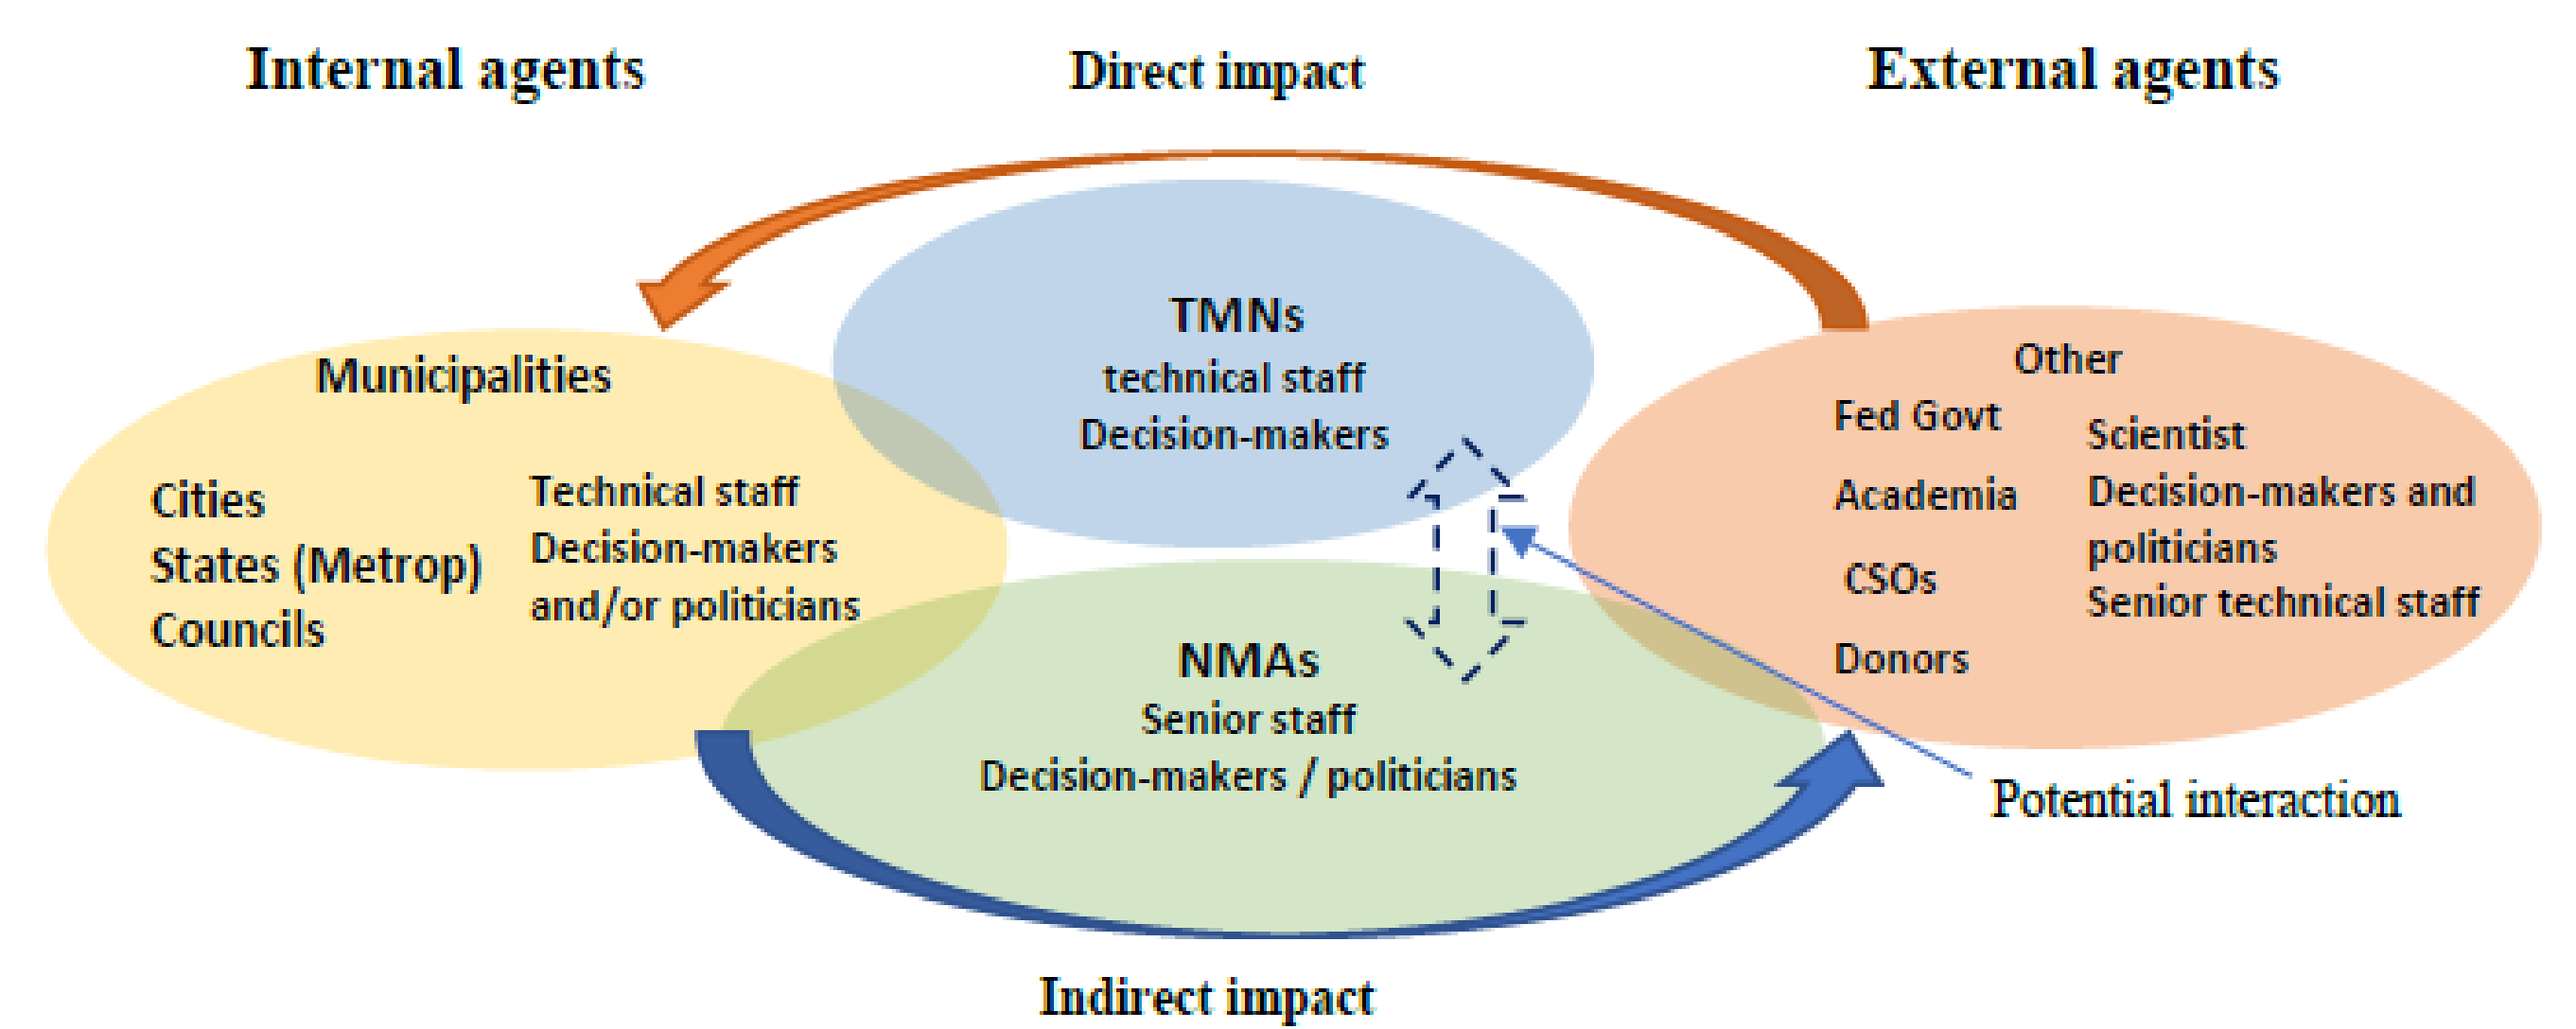 Internal agents
Direct impact
External agents
TMNs
technical staff
Decision-makers
Municipalities
Cities
States (Metrop)
Councils
Technical staff
Decision-makers
and/or politicians
Other
Fed Govt
Academia
CSOs
Donors
Scientist
Decision-makers and
politicians
Senior technical staff
NMAs
Senior staff
Decision-makers / politicians
Potential interaction
Indirect impact